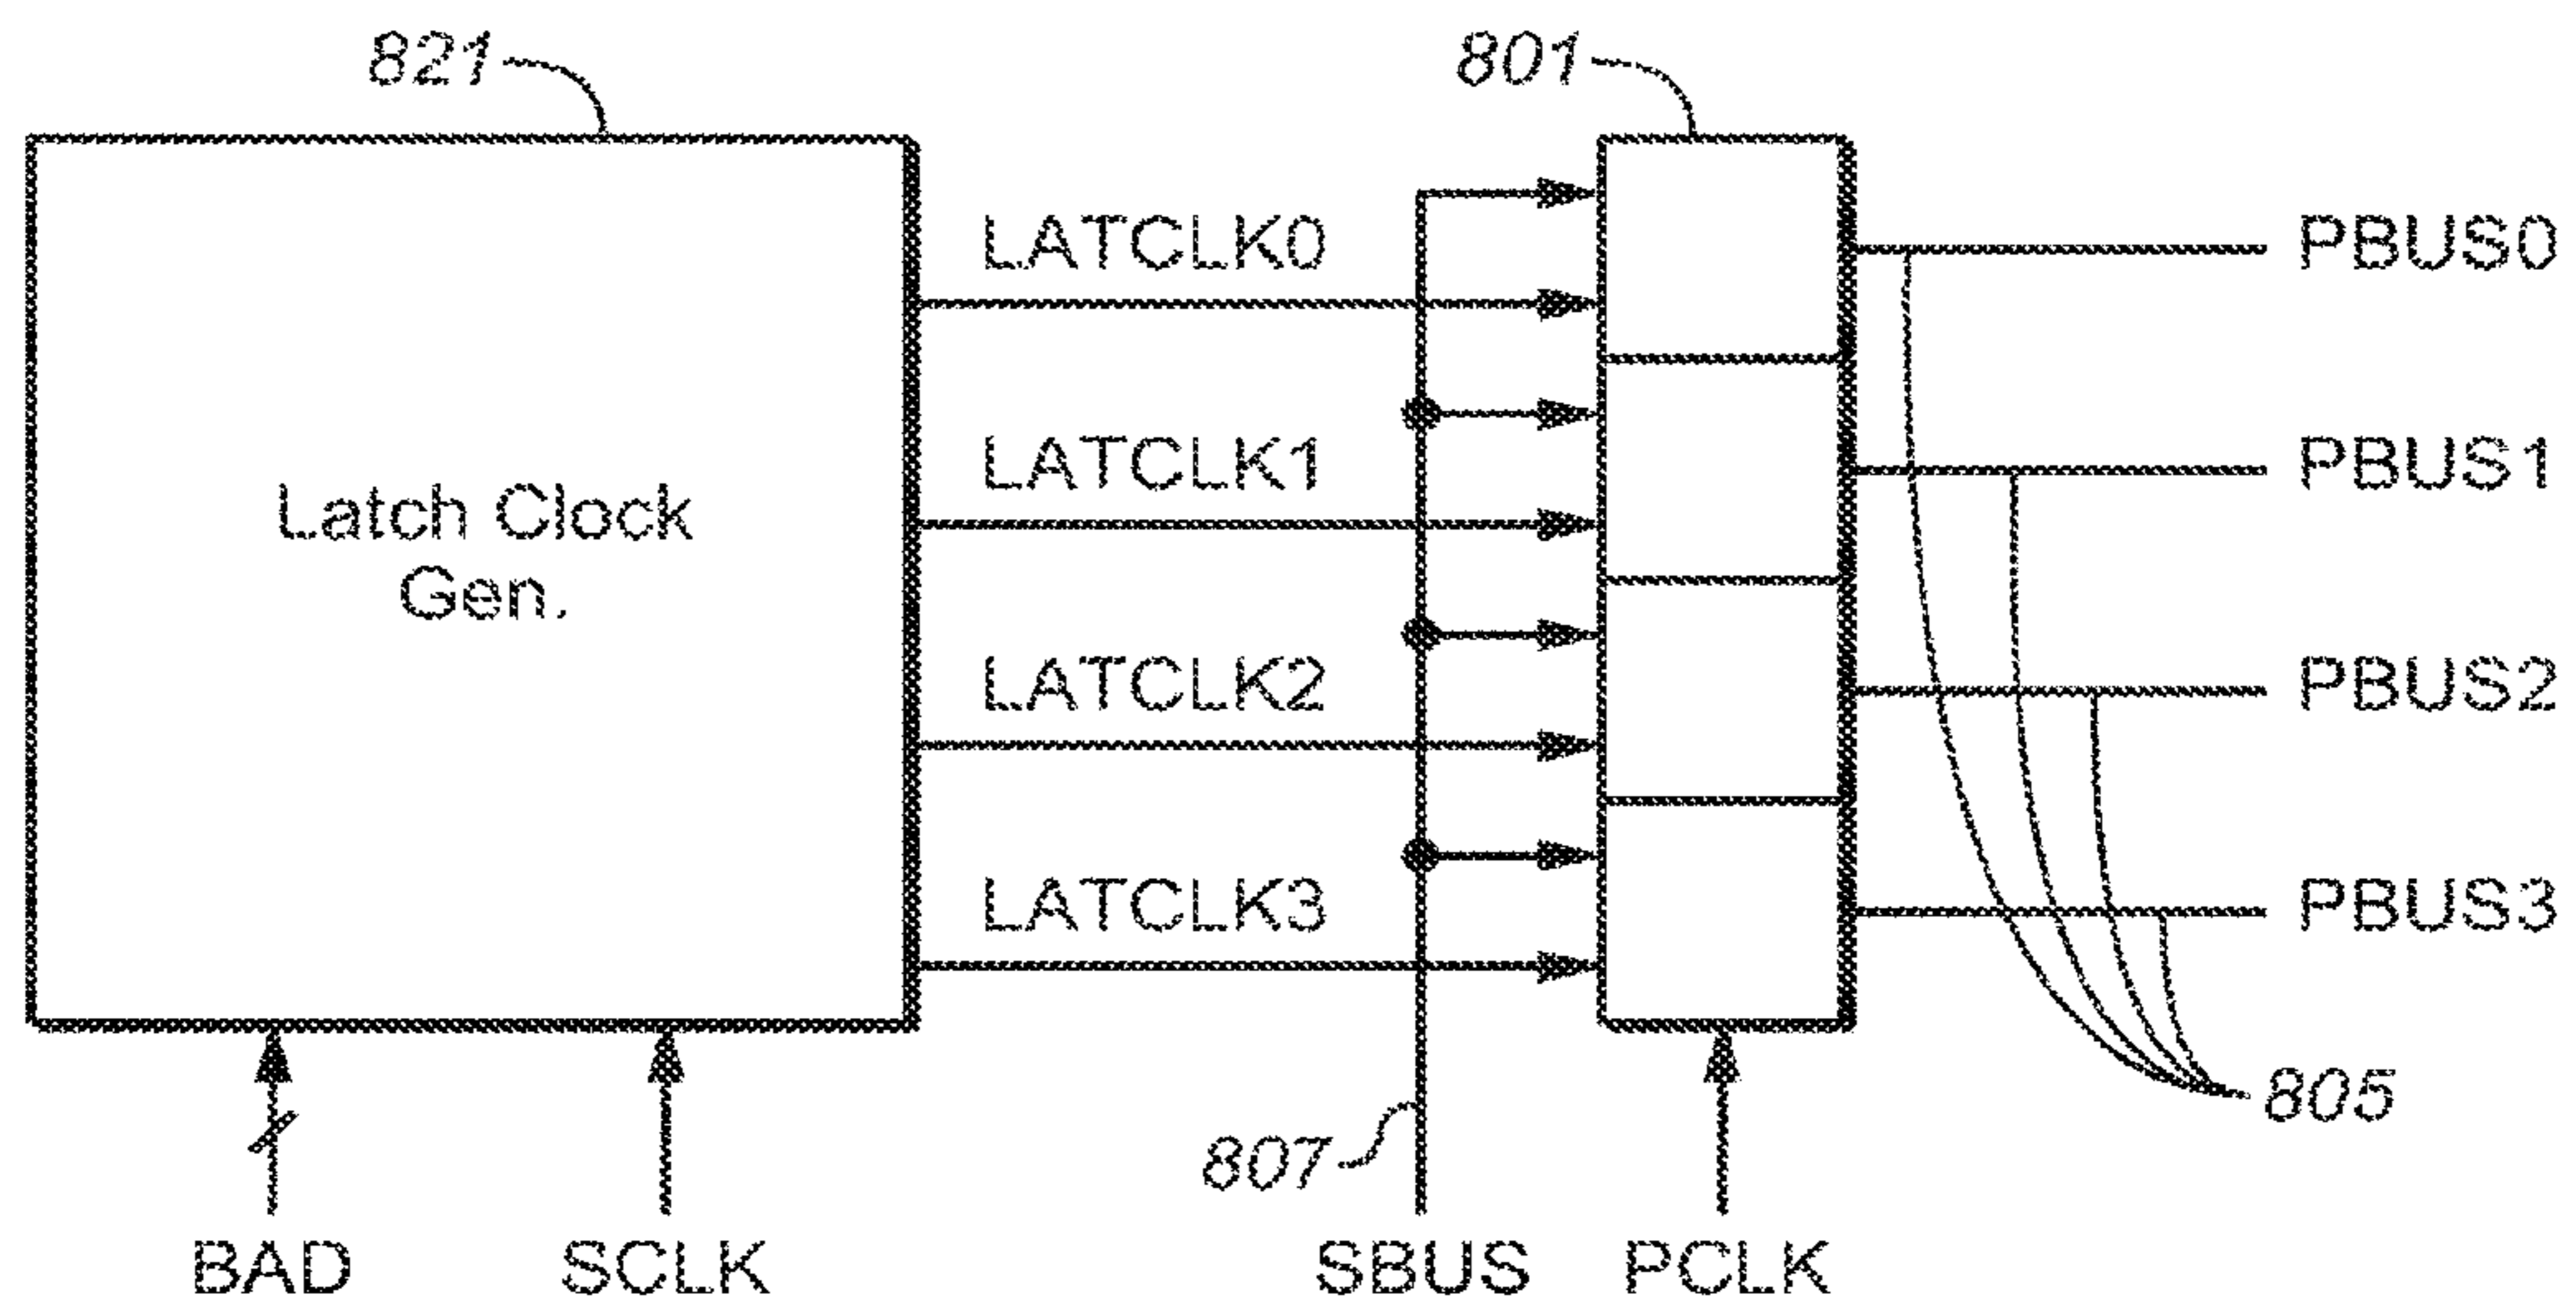 821
801
LATCLK0
PBUS0
LATCLK1
PBUS1
Latch Clock
Gen.
LATCLK2
PBUS2
LATCLK3
PBUS3
805
807
BAD
SCLK
SBUS
PCLK